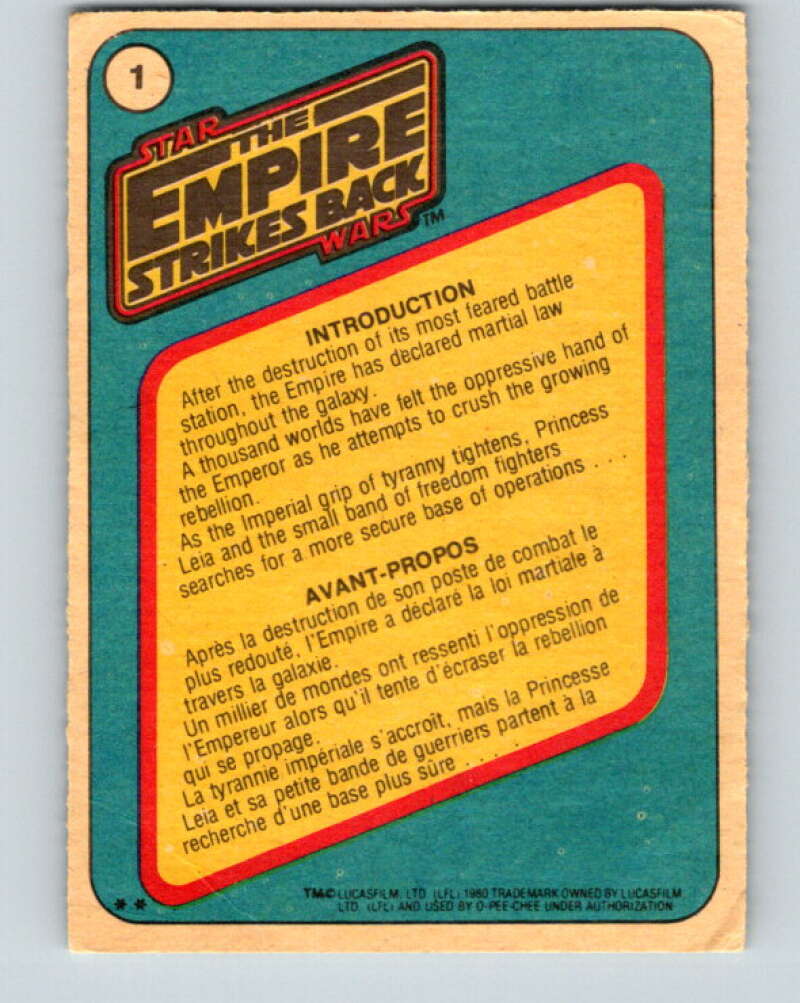 1
STAR
THE
EMPIRE
STRIKES BACK
WARS TM
INTRODUCTION
After the destruction of its most feared battle
station, the Empire has declared martial law
throughout the galaxy.
A thousand worlds have felt the oppressive hand of
the Emperor as he attempts to crush the growing
rebellion.
As the Imperial grip of tyranny tightens, Princess
Leia and the small band of freedom fighters
searches for a more secure base of operations . . .
AVANT-PROPOS
Après la destruction de son poste de combat le
plus redouté, l'Empire a déclaré la loi martiale à
travers la galaxie.
Un millier de mondes ont ressenti l'oppression de
l'Empereur alors qu'il tente d'écraser la rebellion
qui se propage.
La tyrannie impériale s'accroît, mais la Princesse
Leia et sa petite bande de guerriers partent à la
recherche d'une base plus sûre . . . . .
TM© LUCASFILM, LTD. (LFL) 1980 TRADEMARK OWNED BY LUCASFILM
LTD. (LFL) AND USED BY O-PEE-CHEE UNDER AUTHORIZATION
* *